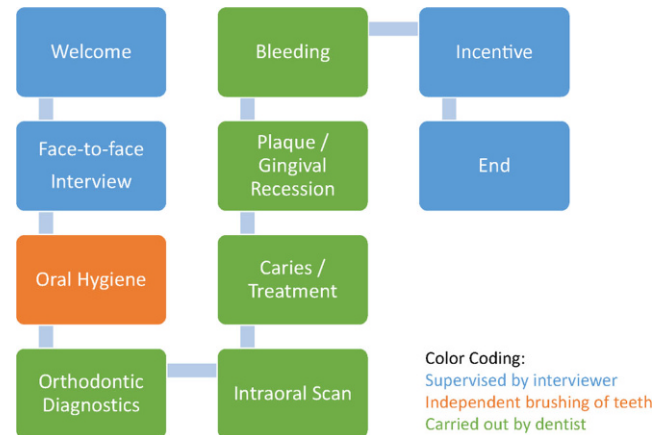 Welcome
Face-to-face
Interview
Oral Hygiene
Orthodontic
Diagnostics
Intraoral Scan
Caries /
Treatment
Plaque /
Gingival
Recession
Bleeding
Incentive
End
Color Coding:
Supervised by interviewer
Independent brushing of teeth
Carried out by dentist